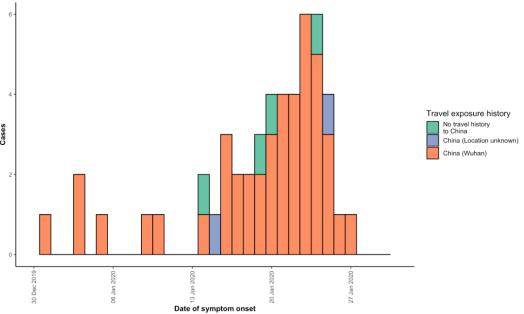 6
4
2
0
Cases
30 Dec 2019
06 Jan 2020
13 Jan 2020
20 Jan 2020
27 Jan 2020
Date of symptom onset
Travel exposure history
No travel history
to China
China (Location unknown)
China (Wuhan)